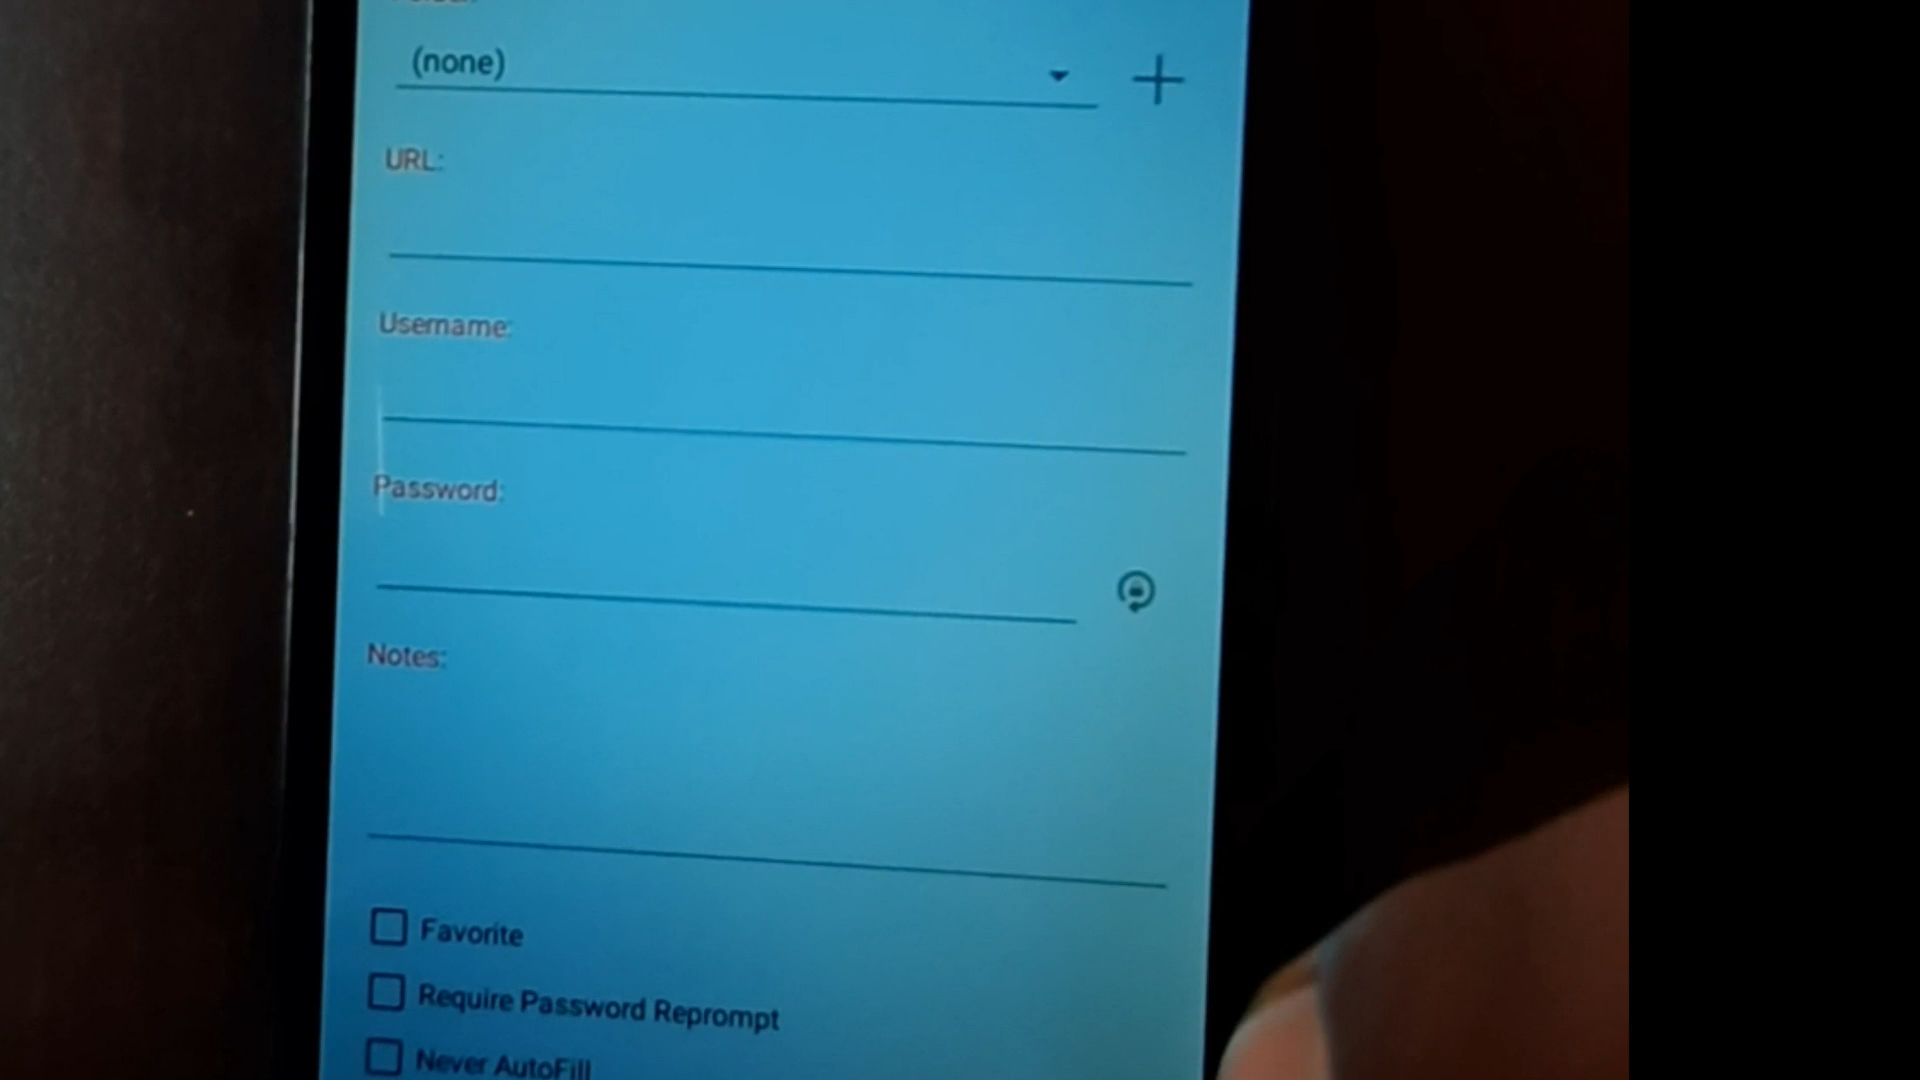 (none)
URL:
Username:
Password:
Notes:
Favorite
Require Password Reprompt
Never AutoFill